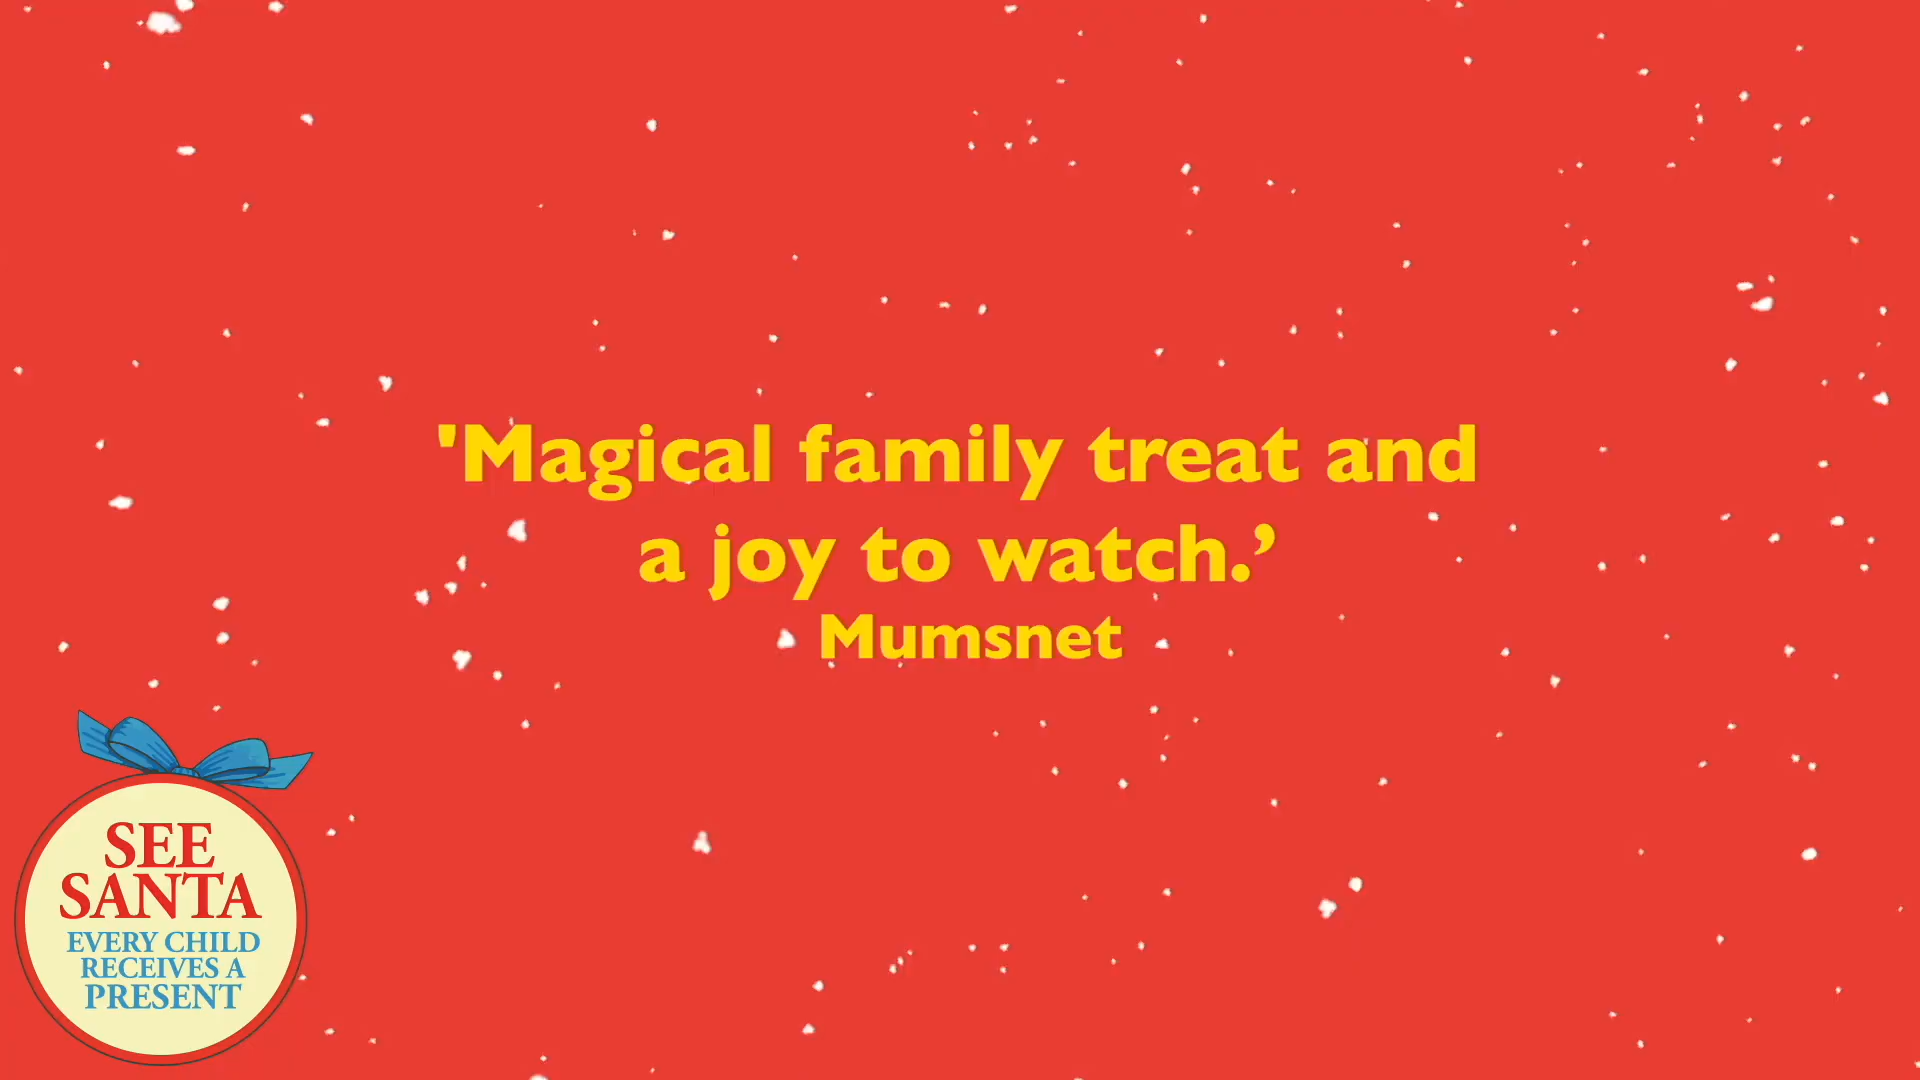 'Magical family treat and
a joy to watch.’
Mumsnet
SEE
SANTA
EVERY CHILD
RECEIVES A
PRESENT